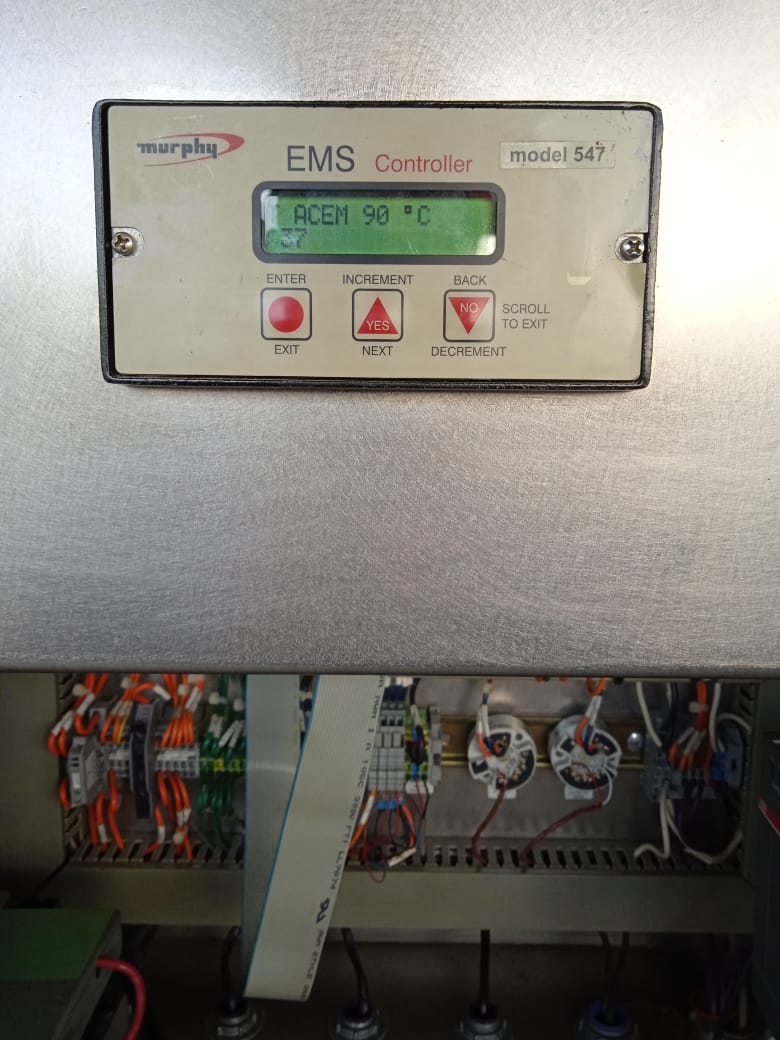 murphy
EMS Controller
model 547
ACEM 90 °C
37
ENTER
INCREMENT
BACK
YES
NO
SCROLL
TO EXIT
EXIT
NEXT
DECREMENT